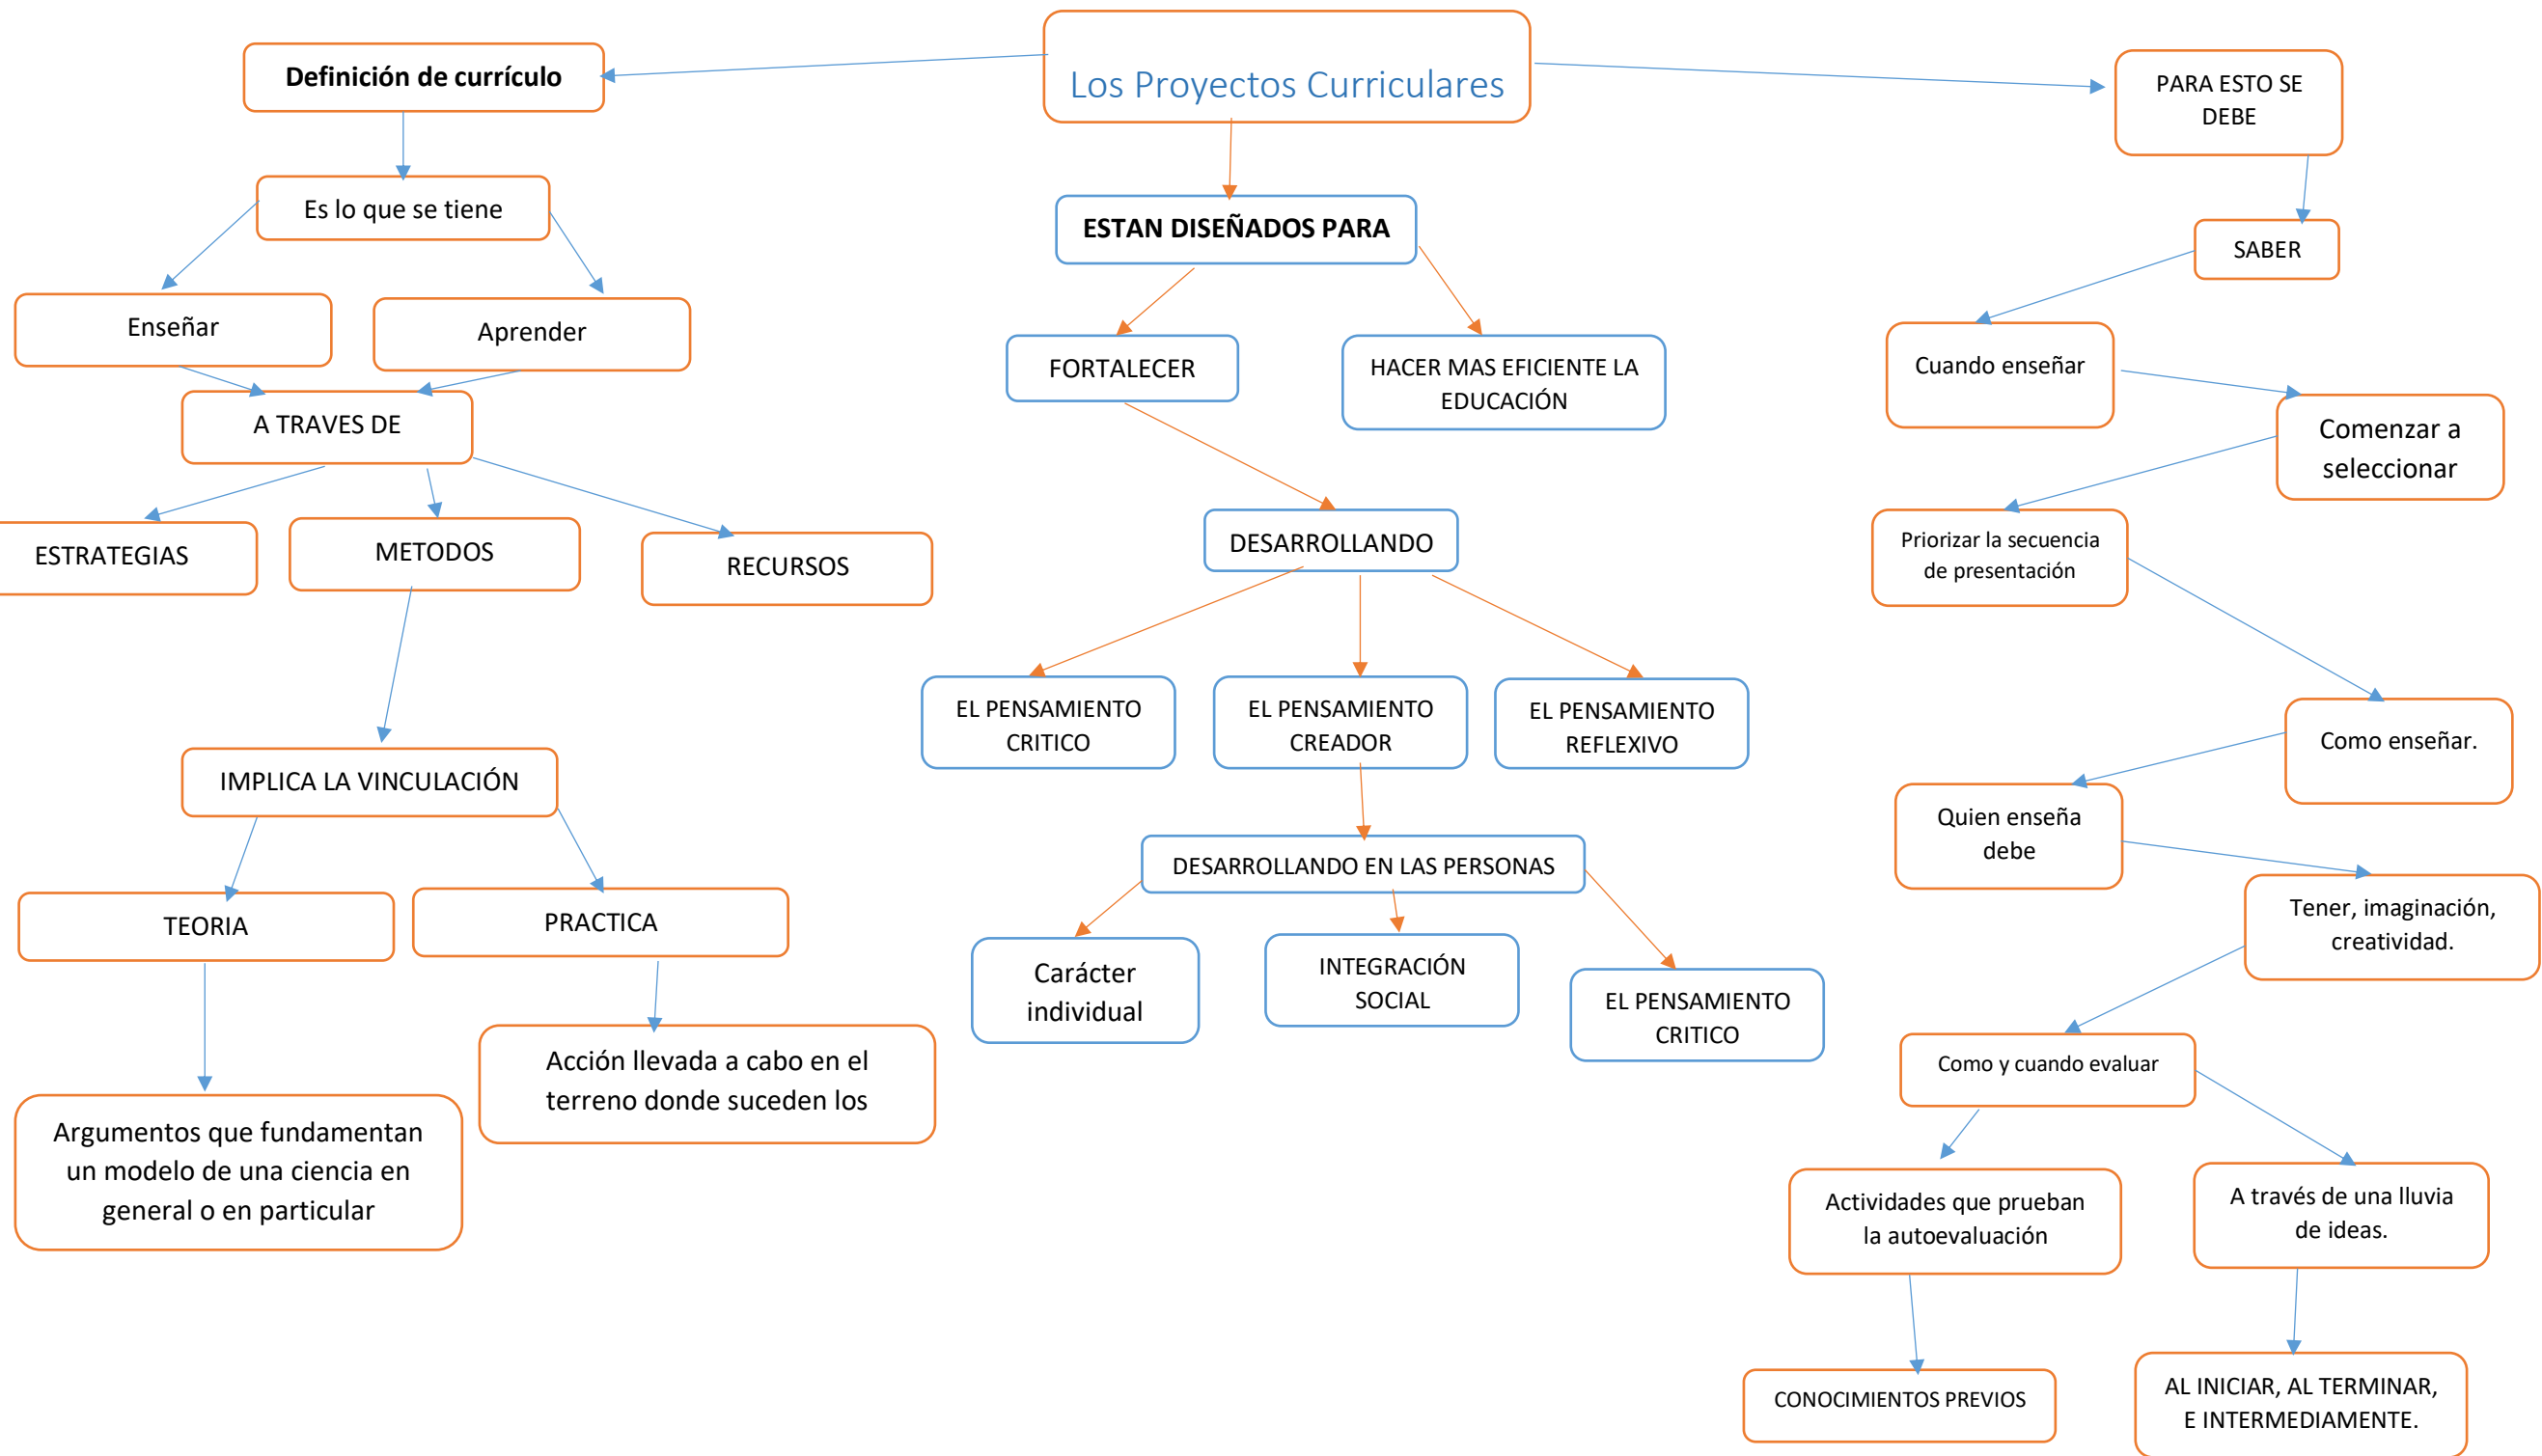 Los Proyectos Curriculares
Definición de currículo
Es lo que se tiene
Enseñar
Aprender
A TRAVES DE
ESTRATEGIAS
METODOS
RECURSOS
IMPLICA LA VINCULACIÓN
TEORIA
PRACTICA
Argumentos que fundamentan
un modelo de una ciencia en
general o en particular
Acción llevada a cabo en el
terreno donde suceden los
ESTAN DISEÑADOS PARA
FORTALECER
HACER MAS EFICIENTE LA
EDUCACIÓN
DESARROLLANDO
EL PENSAMIENTO
CRITICO
EL PENSAMIENTO
CREADOR
EL PENSAMIENTO
REFLEXIVO
DESARROLLANDO EN LAS PERSONAS
Carácter
individual
INTEGRACIÓN
SOCIAL
EL PENSAMIENTO
CRITICO
PARA ESTO SE
DEBE
SABER
Cuando enseñar
Comenzar a
seleccionar
Priorizar la secuencia
de presentación
Como enseñar.
Quien enseña
debe
Tener, imaginación,
creatividad.
Como y cuando evaluar
Actividades que prueban
la autoevaluación
A través de una lluvia
de ideas.
CONOCIMIENTOS PREVIOS
AL INICIAR, AL TERMINAR,
E INTERMEDIAMENTE.